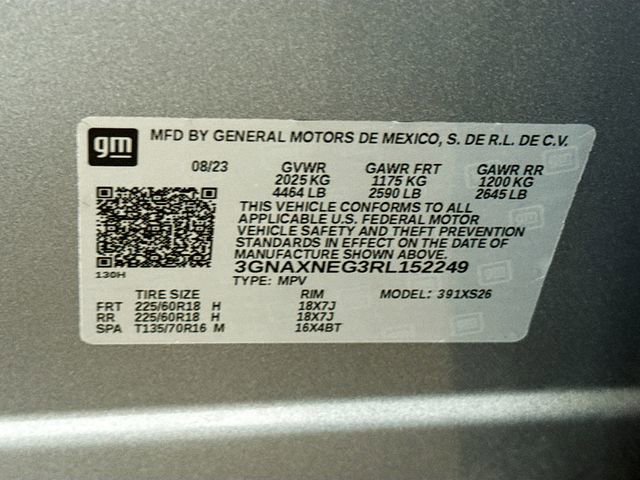 gm
MFD BY GENERAL MOTORS DE MEXICO, S. DE R.L. DE C.V.
08/23 GVWR GAWR FRT GAWR RR
2025 KG 1175 KG 1200 KG
4464 LB 2590 LB 2645 LB
THIS VEHICLE CONFORMS TO ALL
APPLICABLE U.S. FEDERAL MOTOR
VEHICLE SAFETY AND THEFT PREVENTION
STANDARDS IN EFFECT ON THE DATE OF
MANUFACTURE SHOWN ABOVE.
130H 3GNAXNEG3RL152249
TYPE: MPV MODEL: 391XS26
TIRE SIZE RIM
FRT 225/60R18 H 18X7J
RR 225/60R18 H 18X7J
SPA T135/70R16 M 16X4BT